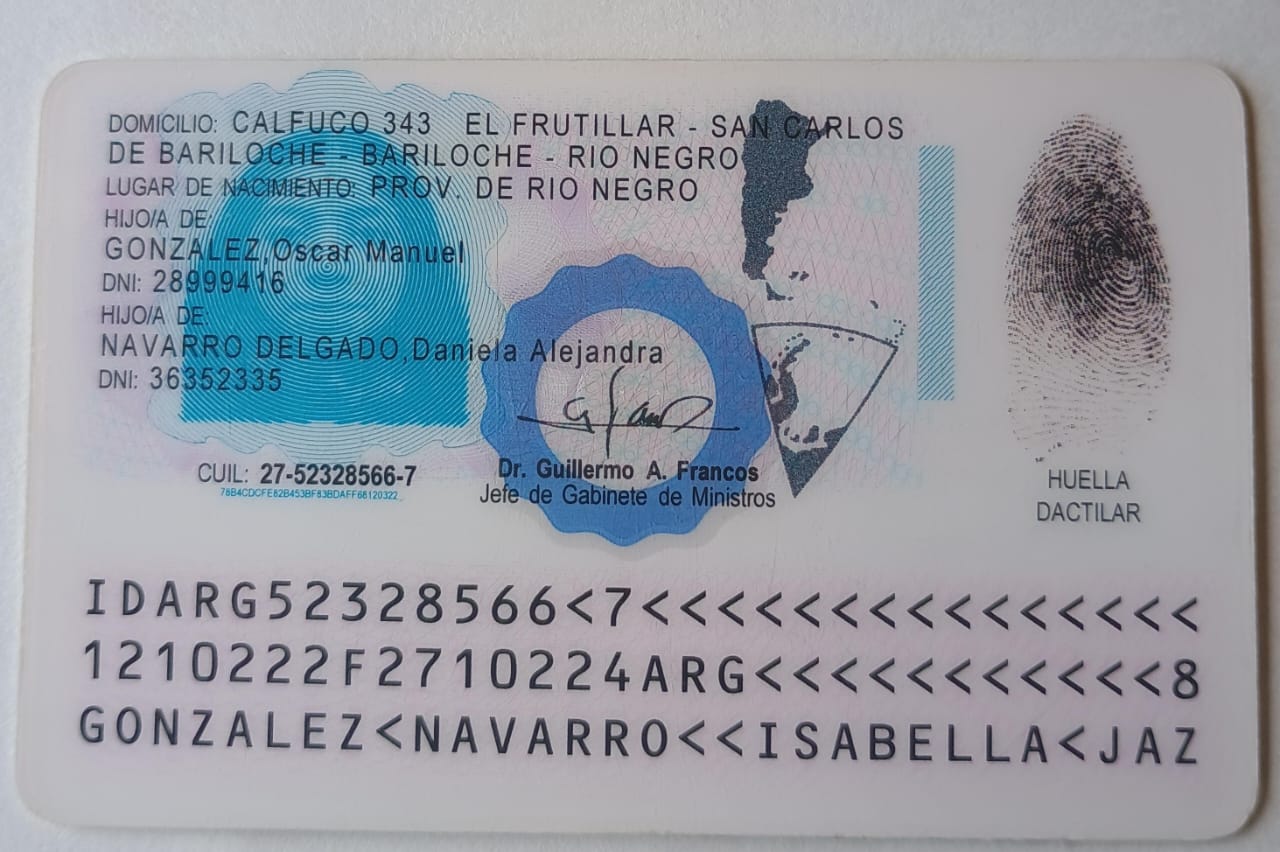 DOMICILIO: CALFUCO 343 EL FRUTILLAR - SAN CARLOS
DE BARILOCHE - BARILOCHE - RIO NEGRO
LUGAR DE NACIMIENTO: PROV. DE RIO NEGRO
HIJO/A DE:
GONZALEZ,Oscar Manuel
DNI: 28999416
HIJO/A DE:
NAVARRO DELGADO,Daniela Alejandra
DNI: 36352335
CUIL: 27-52328566-7
Dr. Guillermo A. Francos
Jefe de Gabinete de Ministros
HUELLA
DACTILAR
IDARG52328566<7<<<<<<<<<<<<<<<
1210222F2710224ARG<<<<<<<<<<<8
GONZALEZ<NAVARRO<<ISABELLA<JAZ